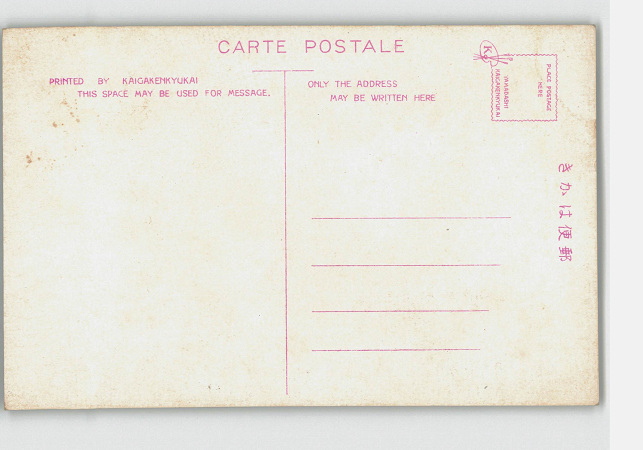 CARTE POSTALE
PRINTED BY KAIGAKENKYUKAI
THIS SPACE MAY BE USED FOR MESSAGE.
ONLY THE ADDRESS
MAY BE WRITTEN HERE
K
PLACE POSTAGE
HERE
KAIGAKENKYUKAI
きかは便郵